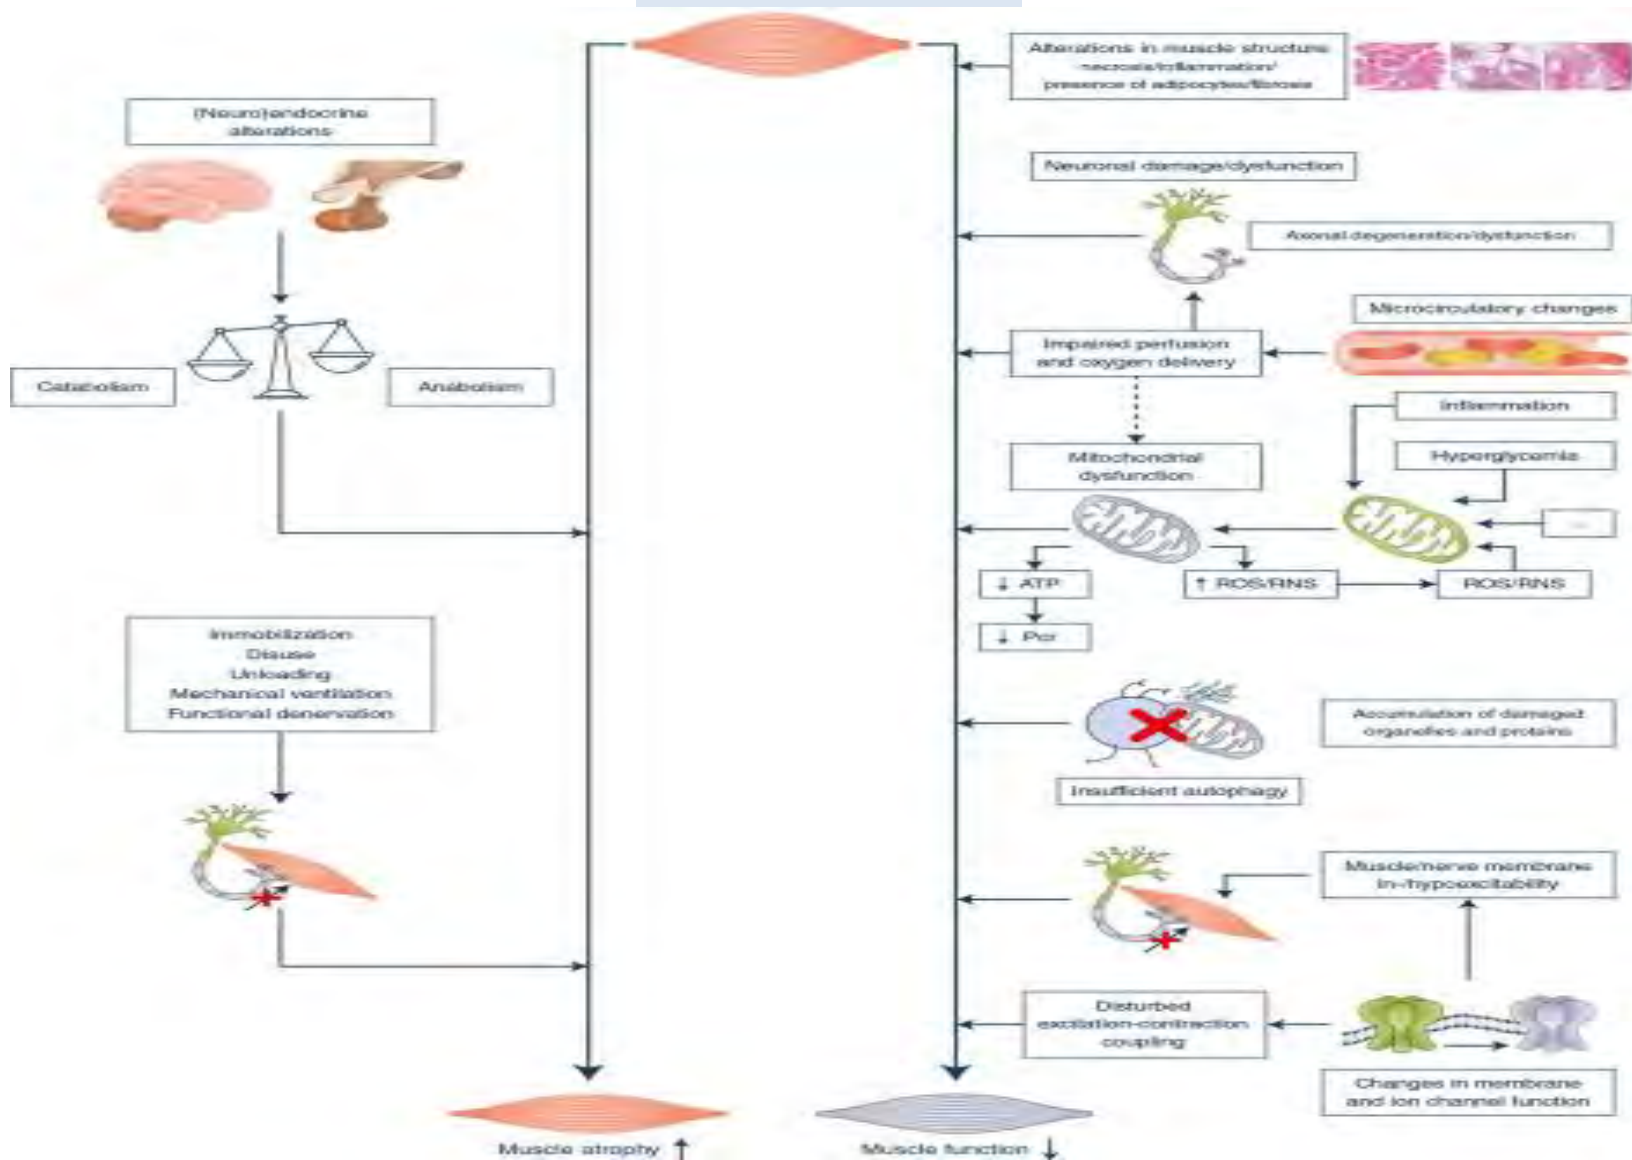 Alterations in muscle structure
necrosis/inflammation/
presence of adipocytes/fibrosis
(Neuro)endocrine
alterations
Neuronal damage/dysfunction
Axonal degeneration/dysfunction
Microcirculatory changes
Impaired perfusion
and oxygen delivery
Catabolism
Anabolism
Inflammation
Hyperglycemia
Mitochondrial
dysfunction
...
↓ ATP
↑ ROS/RNS
ROS/RNS
↓ Pcr
Immobilization
Disuse
Unloading
Mechanical ventilation
Functional denervation
Accumulation of damaged
organelles and proteins
Insufficient autophagy
Muscle/nerve membrane
in-/hypoexcitability
Disturbed
excitation-contraction
coupling
Changes in membrane
and ion channel function
Muscle atrophy ↑
Muscle function ↓